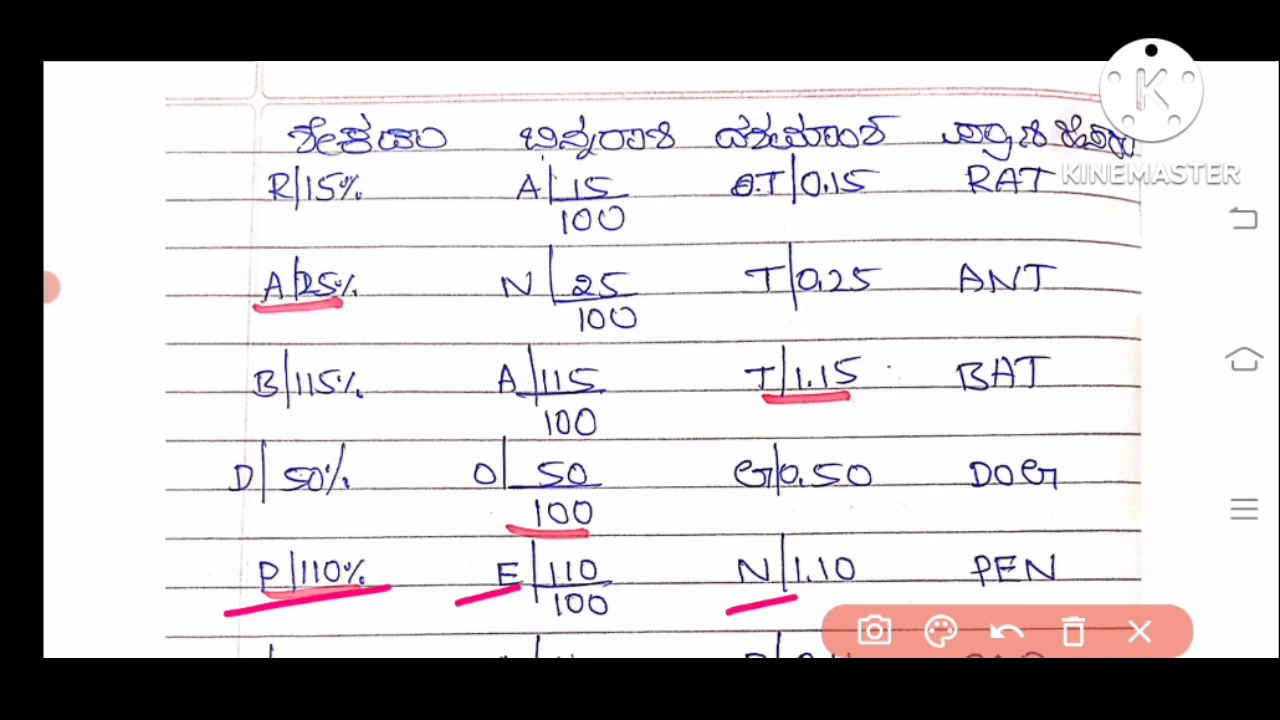 ಶೇಕಡಾ ಭಿನ್ನರಾಶಿ ದಶಮಾಂಶ
R|15% A|15/100 T|0.15 RAT
KINEMASTER
A|25% N|25/100 T|0.25 ANT
B|115% A|115/100 T|1.15 BAT
D|50% O|50/100 G|0.50 DOG
P|110% E|110/100 N|1.10 PEN